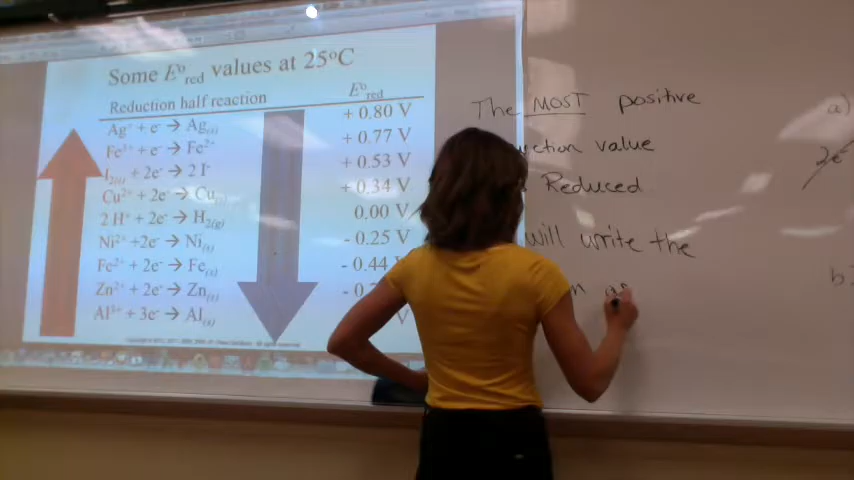 Some E°red values at 25°C
Reduction half reaction E°red
Ag⁺ + e⁻ → Ag(s) + 0.80 V
Fe³⁺ + e⁻ → Fe²⁺ + 0.77 V
I2(s) + 2e⁻ → 2 I⁻ + 0.53 V
Cu²⁺ + 2e⁻ → Cu(s) + 0.34 V
2 H⁺ + 2e⁻ → H2(g) 0.00 V
Ni²⁺ +2e⁻ → Ni(s) - 0.25 V
Fe²⁺ + 2e⁻ → Fe(s) - 0.44
Zn²⁺ + 2e⁻ → Zn(s) - 0.
Al³⁺ + 3e⁻ → Al(s) V
The MOST positive
value
Reduced
will write the
a)
2e⁻
b)